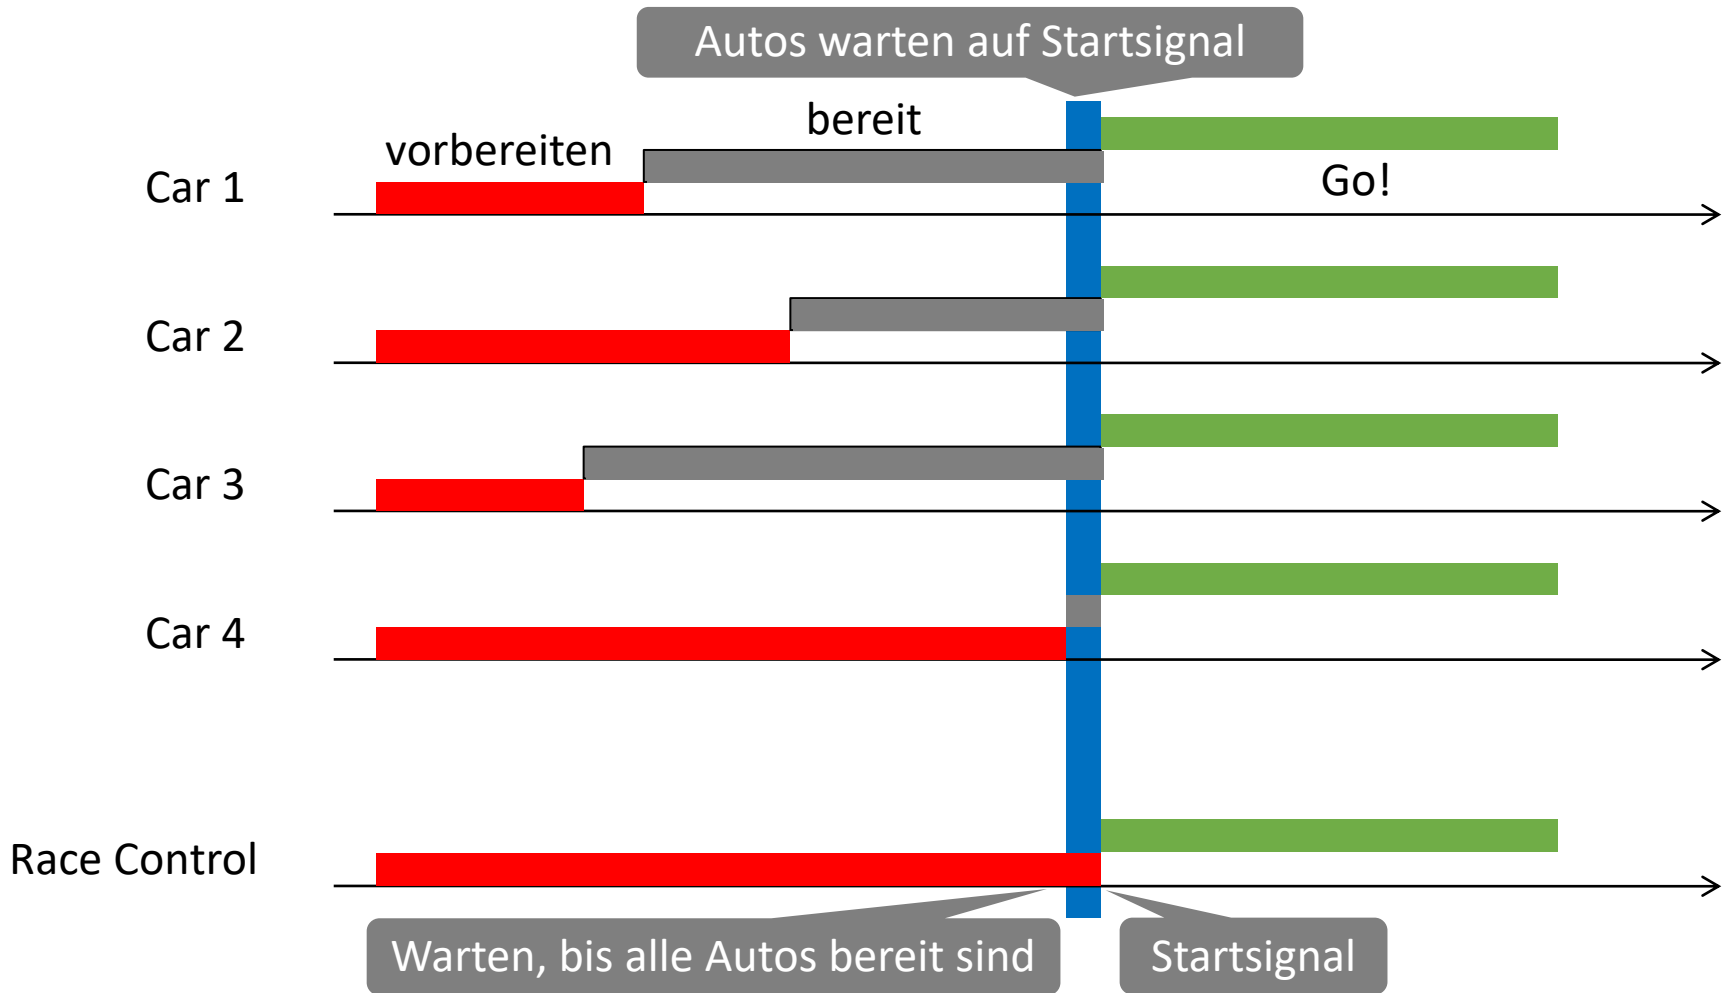 Autos warten auf Startsignal
bereit
vorbereiten
Car 1
Go!
Car 2
Car 3
Car 4
Race Control
Warten, bis alle Autos bereit sind
Startsignal